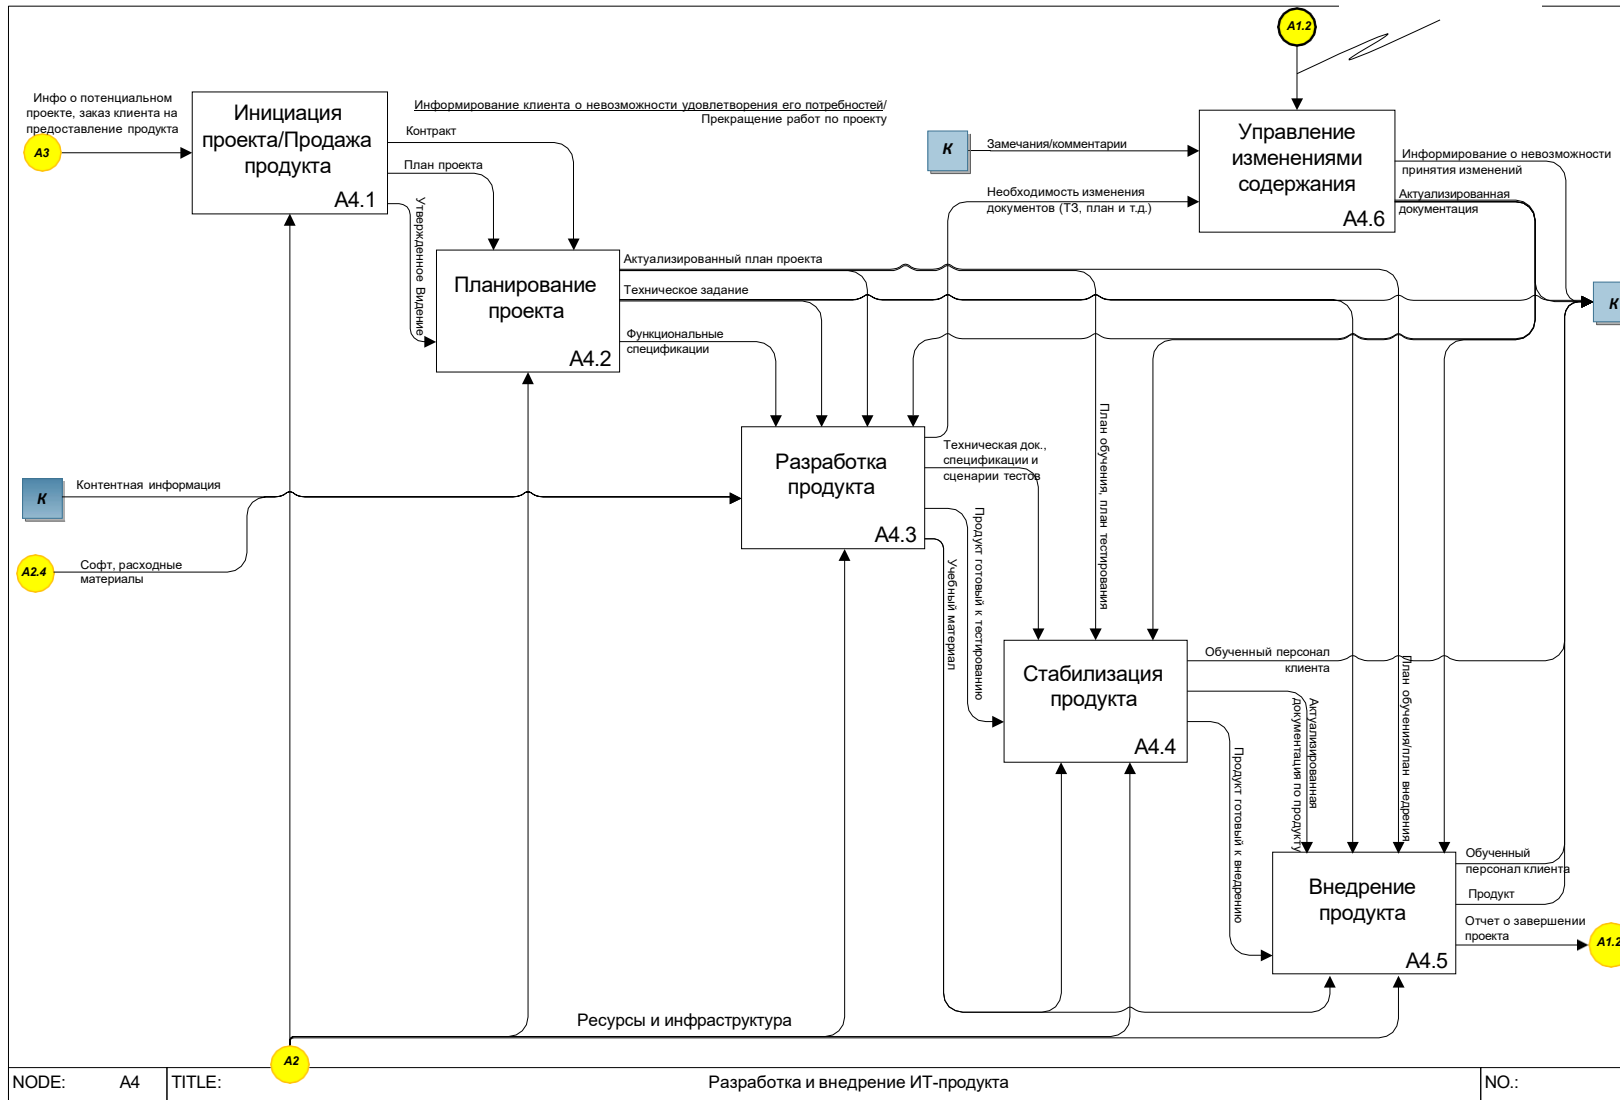 A1.2
Инфо о потенциальном
проекте, заказ клиента на
предоставление продукта
A3
Инициация
проекта/Продажа
продукта
A4.1
Информирование клиента о невозможности удовлетворения его потребностей/
Прекращение работ по проекту
Контракт
План проекта
Утвержденное Видение
К
Замечания/комментарии
Необходимость изменения
документов (ТЗ, план и т.д.)
Управление
изменениями
содержания
A4.6
Информирование о невозможности
принятия изменений
Актуализированная
документация
К
Планирование
проекта
A4.2
Актуализированный план проекта
Техническое задание
Функциональные
спецификации
К
Контентная информация
A2.4
Софт, расходные
материалы
Разработка
продукта
A4.3
Техническая док.,
спецификации и
сценарии тестов
Продукт готовый к тестированию
Учебный материал
План обучения, план тестирования
Стабилизация
продукта
A4.4
Обученный персонал
клиента
Актуализированная
документация по продукту
Продукт готовый к внедрению
План обучения/план внедрения
Внедрение
продукта
A4.5
Обученный
персонал клиента
Продукт
Отчет о завершении
проекта
A1.2
Ресурсы и инфраструктура
A2
NODE: A4 TITLE: Разработка и внедрение ИТ-продукта NO.: